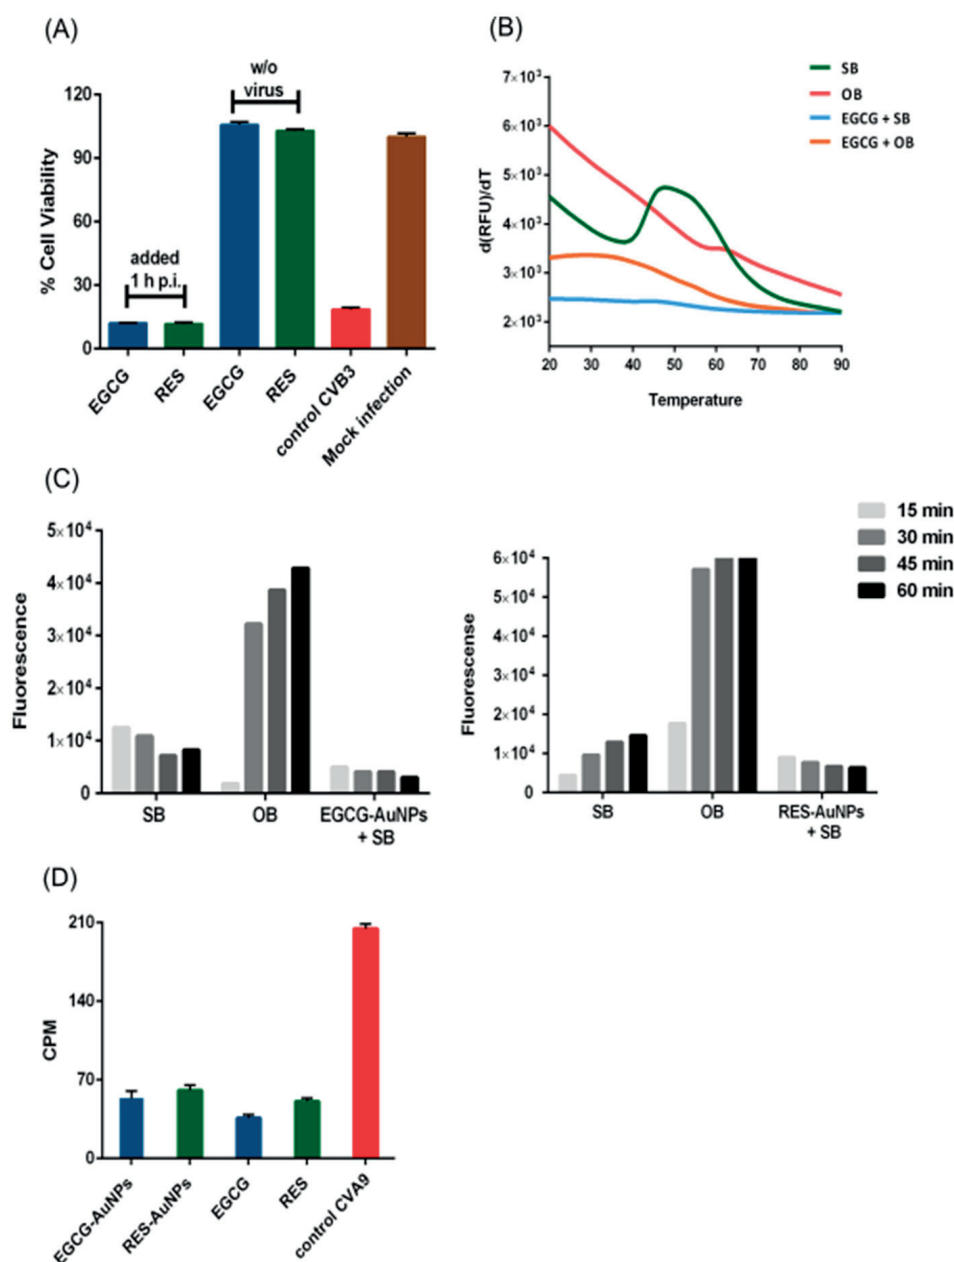 (A)
120
90
60
30
0
% Cell Viability
w/o
virus
added
1 h p.i.
EGCG
RES
EGCG
RES
control CVB3
Mock infection
(B)
7×10³
6×10³
5×10³
4×10³
3×10³
2×10³
d(RFU)/dT
20 30 40 50 60 70 80 90
Temperature
SB
OB
EGCG + SB
EGCG + OB
(C)
5×10⁴
4×10⁴
3×10⁴
2×10⁴
1×10⁴
0
Fluorescence
SB OB EGCG-AuNPs
+ SB
6×10⁴
5×10⁴
4×10⁴
3×10⁴
2×10⁴
1×10⁴
0
Fluorescense
SB OB RES-AuNPs
+ SB
15 min
30 min
45 min
60 min
(D)
210
140
70
0
CPM
EGCG-AuNPs
RES-AuNPs
EGCG
RES
control CVA9